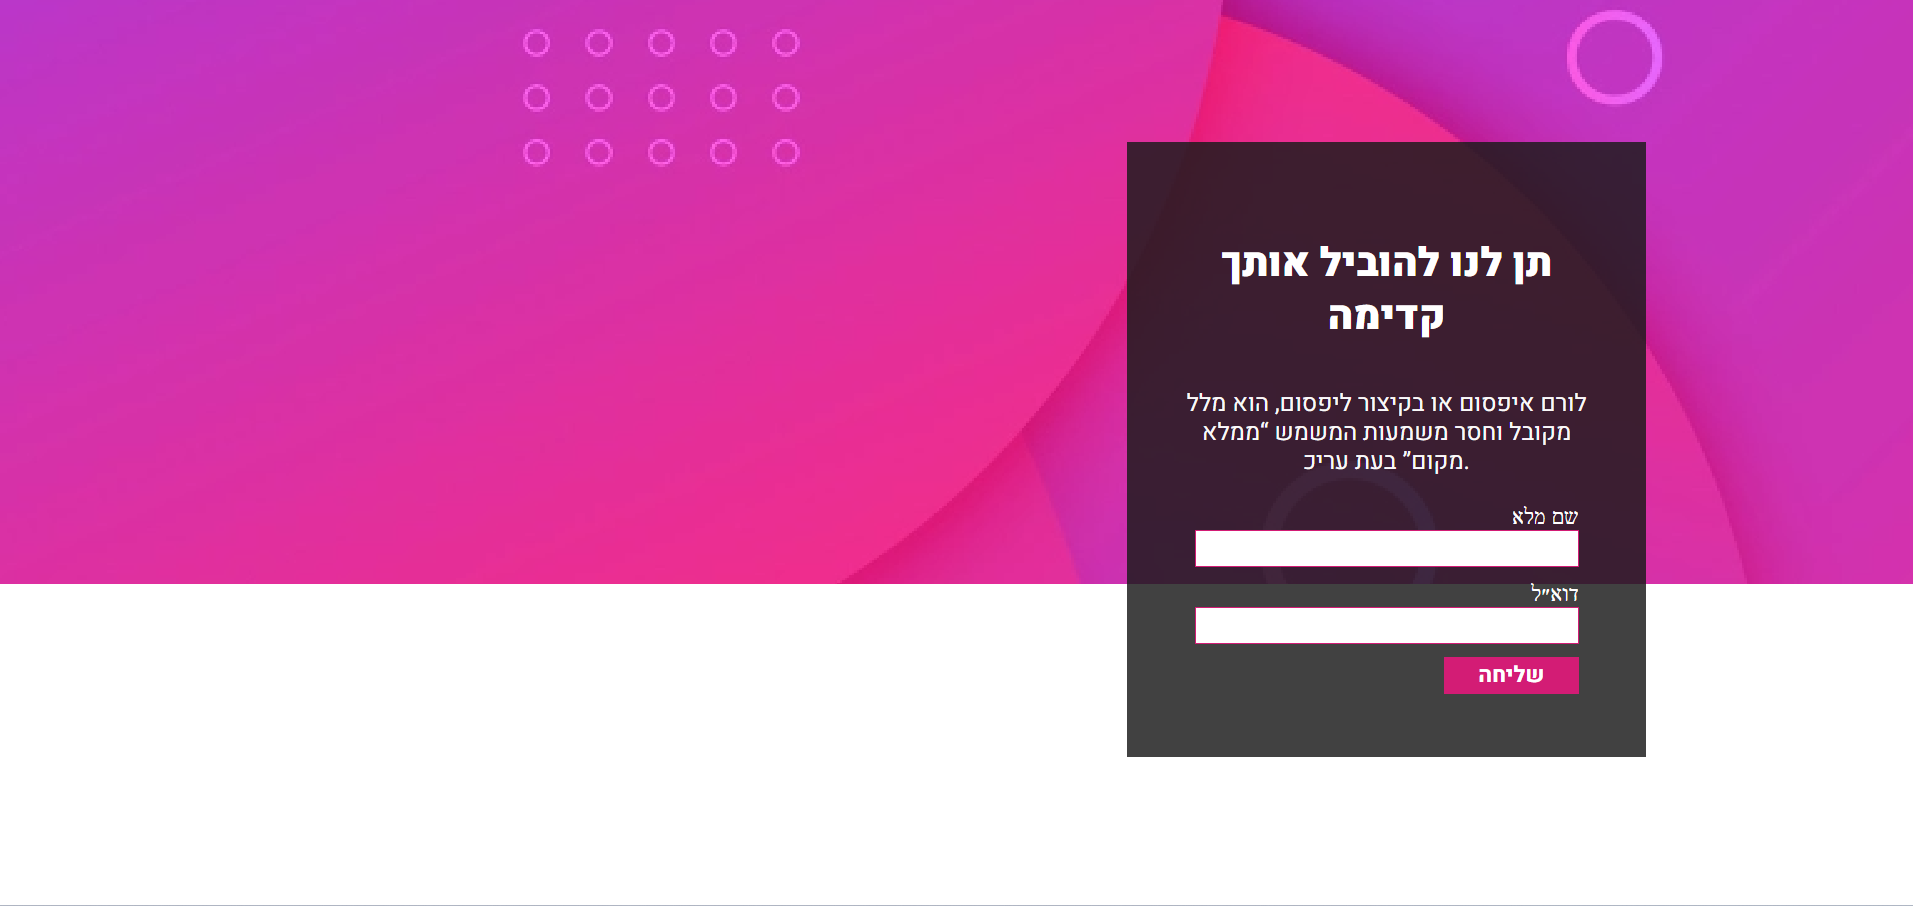 תן לנו להוביל אותך
קדימה
לורם איפסום או בקיצור ליפסום, הוא מלל
מקובל וחסר משמעות המשמש “ממלא
מקום” בעת עריכ.
שם מלא
דוא״ל
שליחה